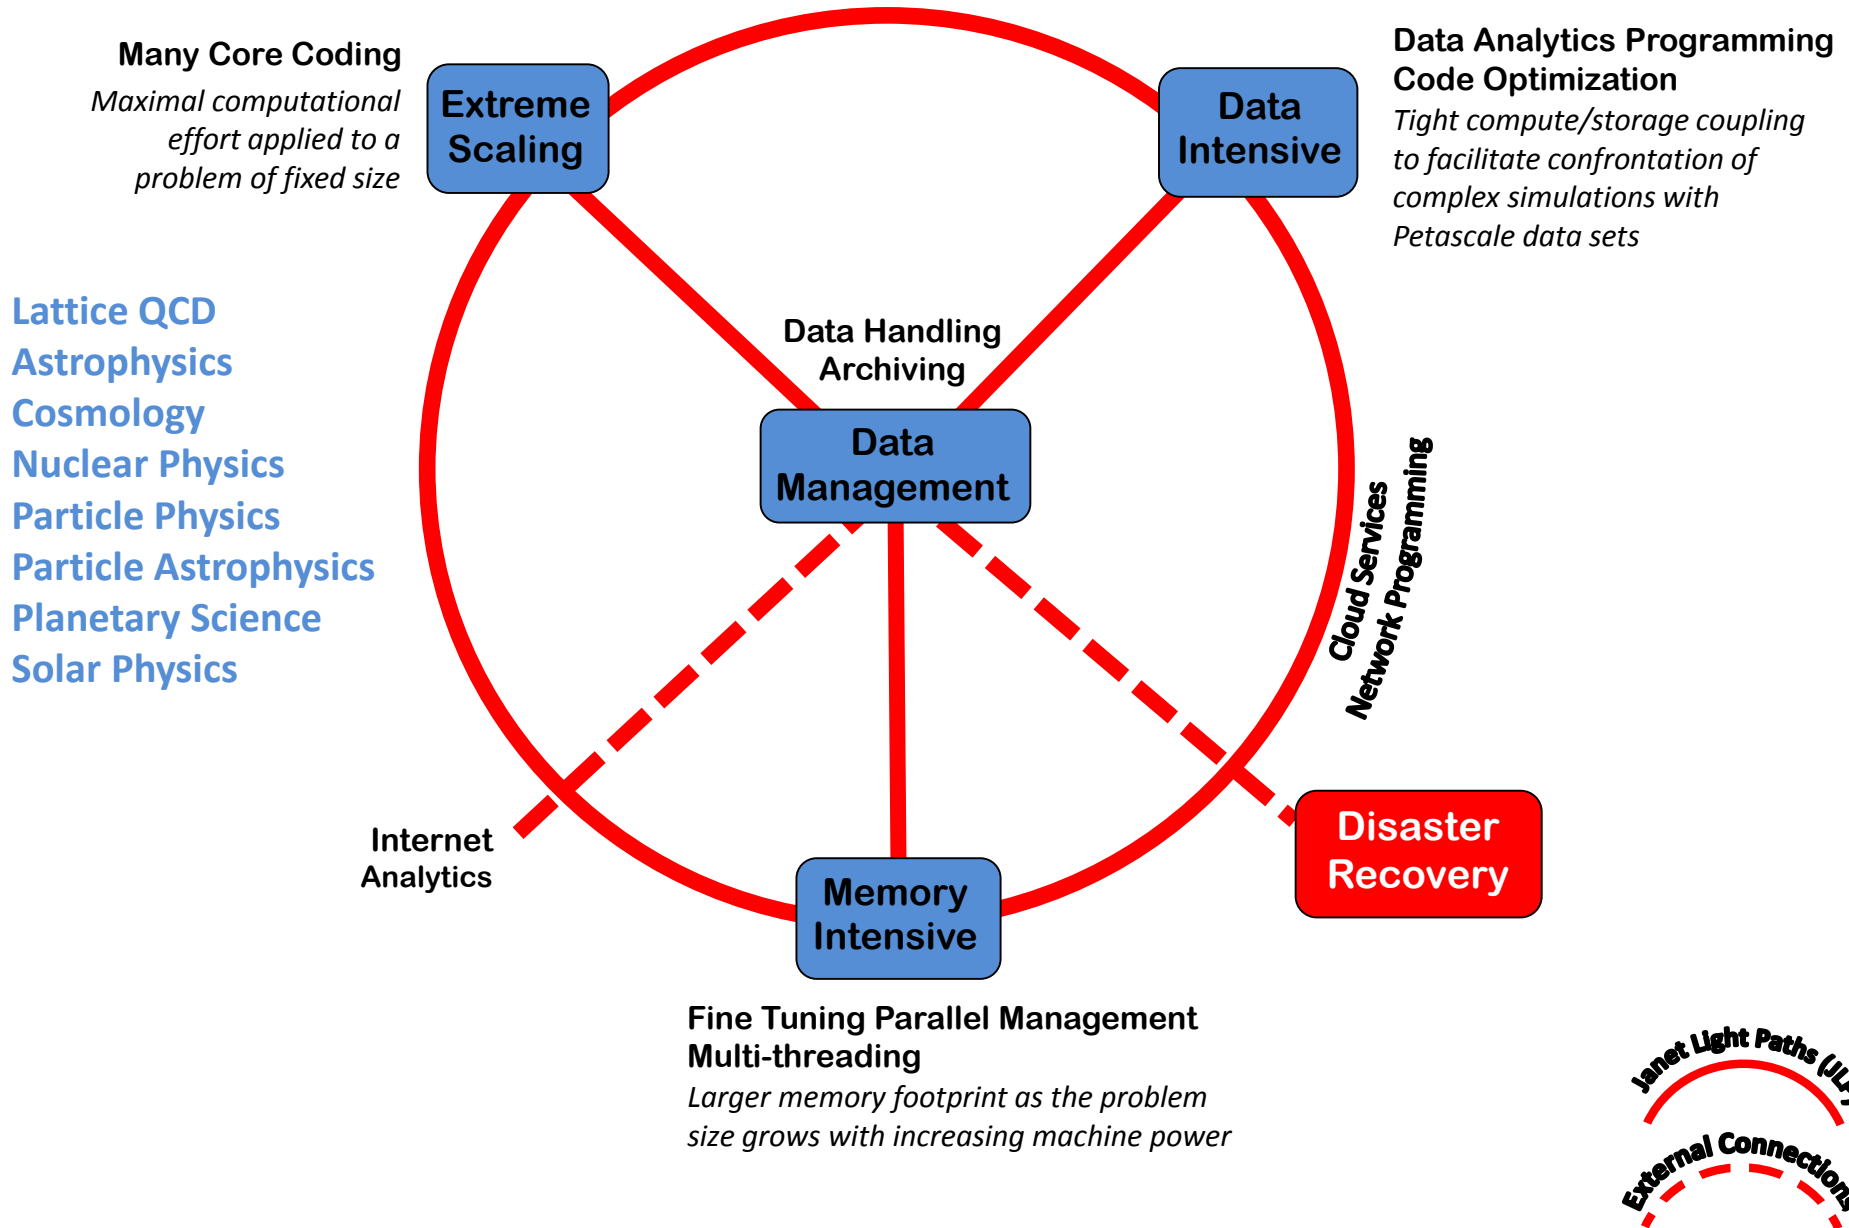 Many Core Coding
Maximal computational
effort applied to a
problem of fixed size
Extreme
Scaling
Data
Intensive
Data Analytics Programming
Code Optimization
Tight compute/storage coupling
to facilitate confrontation of
complex simulations with
Petascale data sets
Lattice QCD
Astrophysics
Cosmology
Nuclear Physics
Particle Physics
Particle Astrophysics
Planetary Science
Solar Physics
Data Handling
Archiving
Data
Management
Cloud Services
Network Programming
Internet
Analytics
Disaster
Recovery
Memory
Intensive
Fine Tuning Parallel Management
Multi-threading
Larger memory footprint as the problem
size grows with increasing machine power
Janet Light Paths (JLP)
External Connections